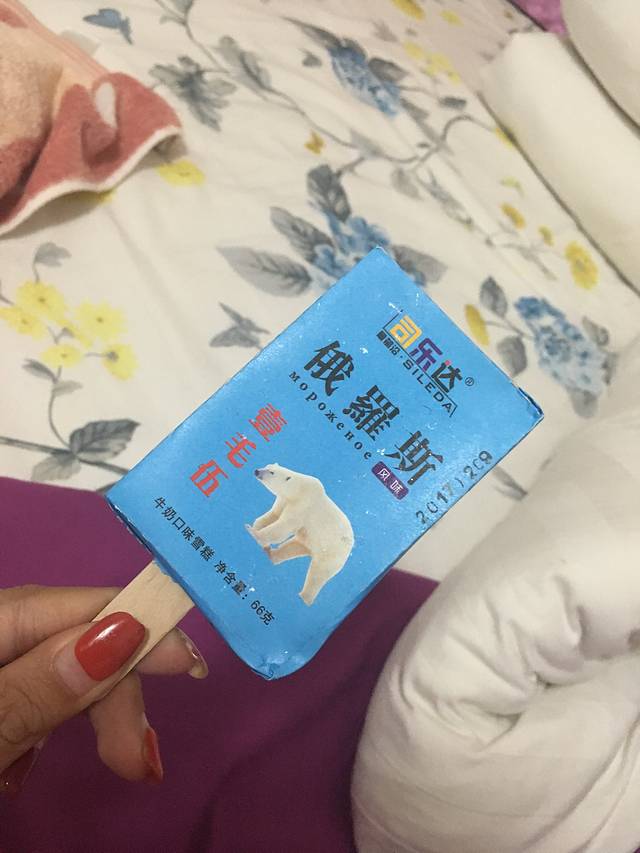 司乐达®
SILEDA
俄羅斯
мороженое
风味
壹毛伍
牛奶口味雪糕 净含量:66克